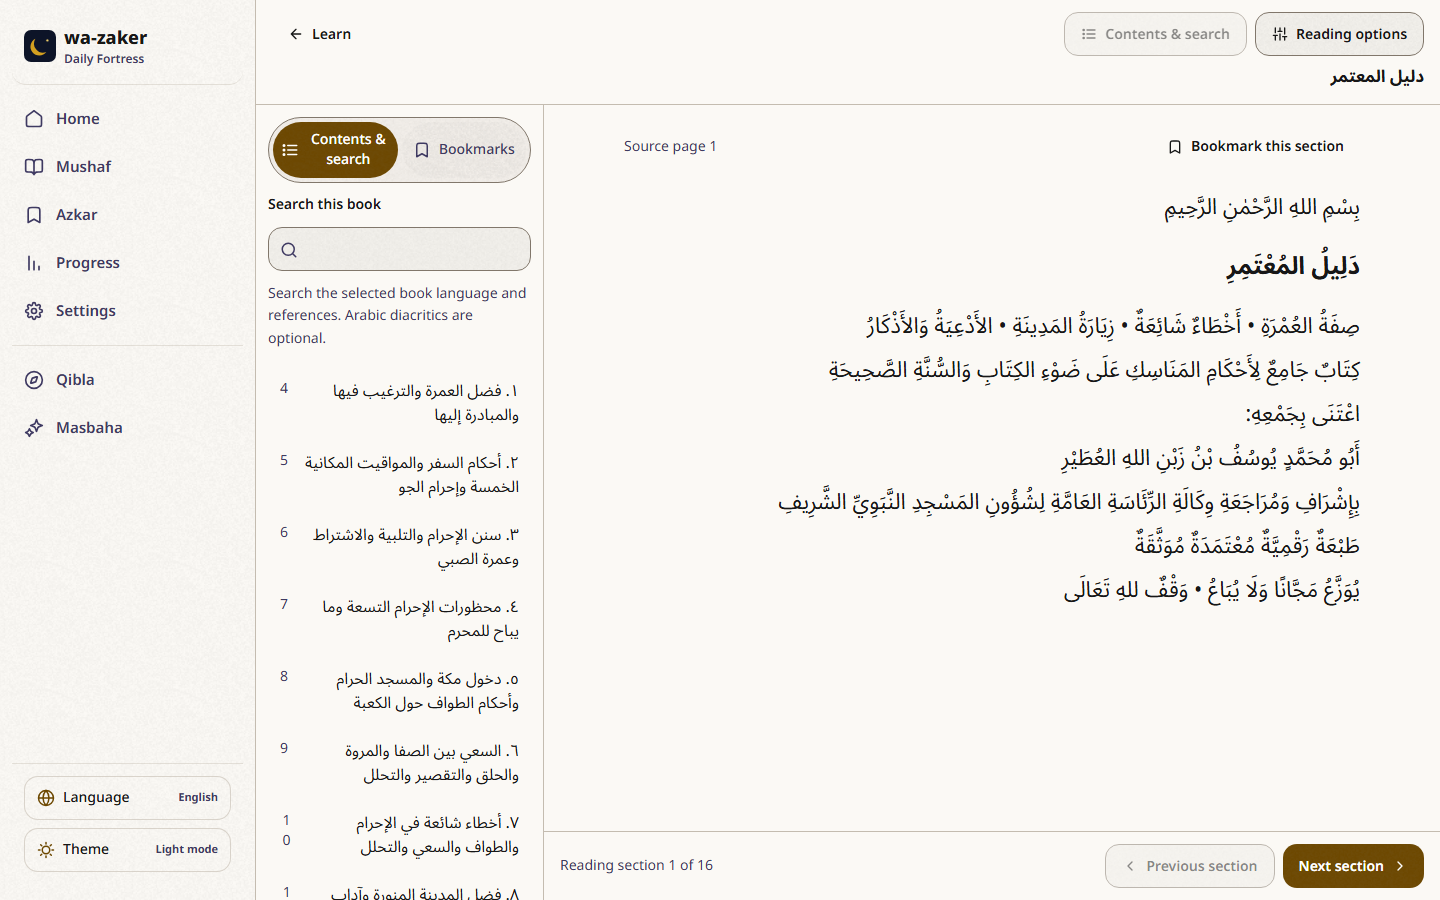 wa-zaker
Daily Fortress
Home
Mushaf
Azkar
Progress
Settings
Qibla
Masbaha
Language
English
Theme
Light mode
Learn
Contents & search
Reading options
دليل المعتمر
Contents &
search
Bookmarks
Search this book
Search the selected book language and
references. Arabic diacritics are
optional.
١. فضل العمرة والترغيب فيها
والمبادرة إليها
4
٢. أحكام السفر والمواقيت المكانية
الخمسة وإحرام الجو
5
٣. سنن الإحرام والتلبية والاشتراط
وعمرة الصبي
6
٤. محظورات الإحرام التسعة وما
يباح للمحرم
7
٥. دخول مكة والمسجد الحرام
وأحكام الطواف حول الكعبة
8
٦. السعي بين الصفا والمروة
والحلق والتقصير والتحلل
9
٧. أخطاء شائعة في الإحرام
والطواف والسعي والتحلل
1
0
٨. فضل المدينة المنورة وآداب
1
Source page 1
Bookmark this section
بِسْمِ اللهِ الرَّحْمٰنِ الرَّحِيمِ
دَلِيلُ المُعْتَمِرِ
صِفَةُ العُمْرَةِ • أَخْطَاءٌ شَائِعَةٌ • زِيَارَةُ المَدِينَةِ • الأَدْعِيَةُ وَالأَذْكَارُ
كِتَابٌ جَامِعٌ لِأَحْكَامِ المَنَاسِكِ عَلَى ضَوْءِ الكِتَابِ وَالسُّنَّةِ الصَّحِيحَةِ
اعْتَنَى بِجَمْعِهِ:
أَبُو مُحَمَّدٍ يُوسُفُ بْنُ زَبْنِ اللهِ العُطَيْرِ
بِإِشْرَافِ وَمُرَاجَعَةِ وِكَالَةِ الرِّئَاسَةِ العَامَّةِ لِشُؤُونِ المَسْجِدِ النَّبَوِيِّ الشَّرِيفِ
طَبْعَةٌ رَقْمِيَّةٌ مُعْتَمَدَةٌ مُوَثَّقَةٌ
يُوَزَّعُ مَجَّانًا وَلَا يُبَاعُ • وَقْفٌ للهِ تَعَالَى
Reading section 1 of 16
Previous section
Next section